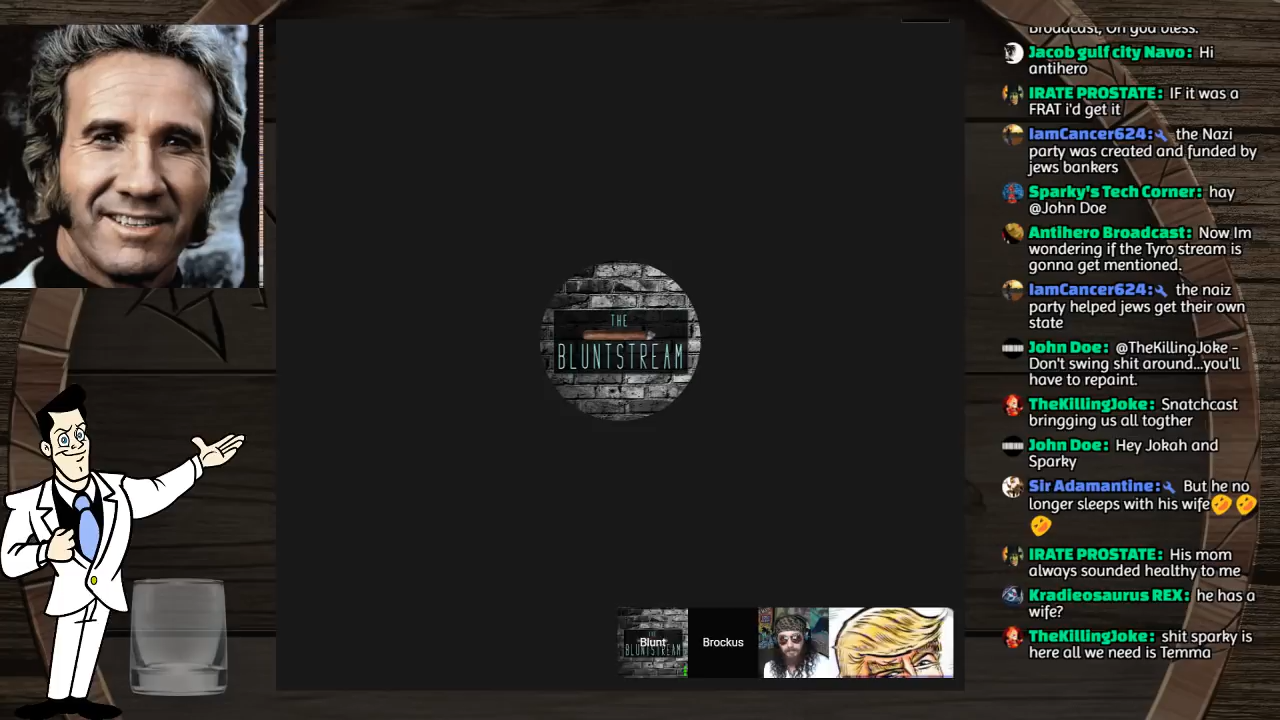 THE
BLUNTSTREAM
Blunt
Brockus
Broadcast, Oh god bless.
Jacob gulf city Navo: Hi
antihero
IRATE PROSTATE: IF it was a
FRAT i'd get it
IamCancer624: the Nazi
party was created and funded by
jews bankers
Sparky's Tech Corner: hay
@John Doe
Antihero Broadcast: Now Im
wondering if the Tyro stream is
gonna get mentioned.
IamCancer624: the naiz
party helped jews get their own
state
John Doe: @TheKillingJoke -
Don't swing shit around...you'll
have to repaint.
TheKillingJoke: Snatchcast
bringging us all togther
John Doe: Hey Jokah and
Sparky
Sir Adamantine: But he no
longer sleeps with his wife
IRATE PROSTATE: His mom
always sounded healthy to me
Kradleosaurus REX: he has a
wife?
TheKillingJoke: shit sparky is
here all we need is Temma